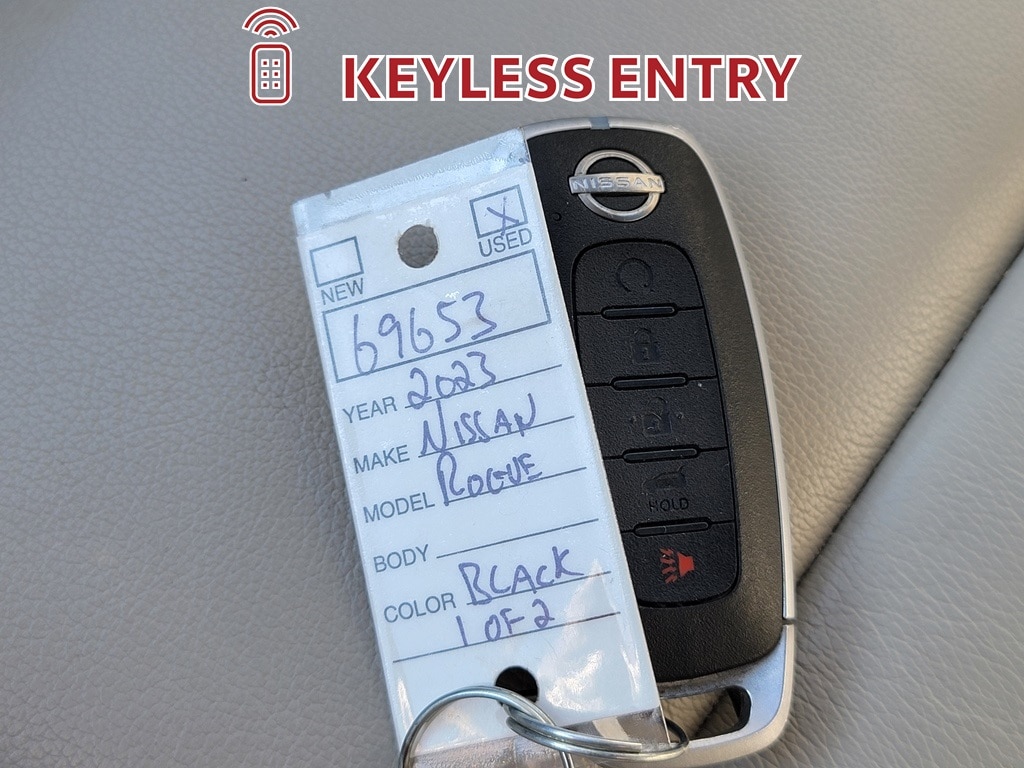 KEYLESS ENTRY
NISSAN
X
NEW USED
69653
YEAR 2023
MAKE NISSAN
MODEL ROGUE
BODY
COLOR BLACK
1 OF 2
HOLD